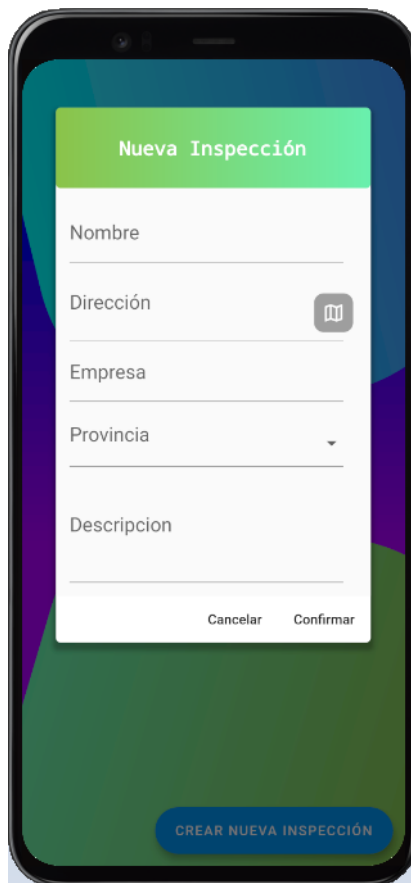 Nueva Inspección
Nombre
Dirección
Empresa
Provincia
Descripcion
Cancelar Confirmar
CREAR NUEVA INSPECCIÓN